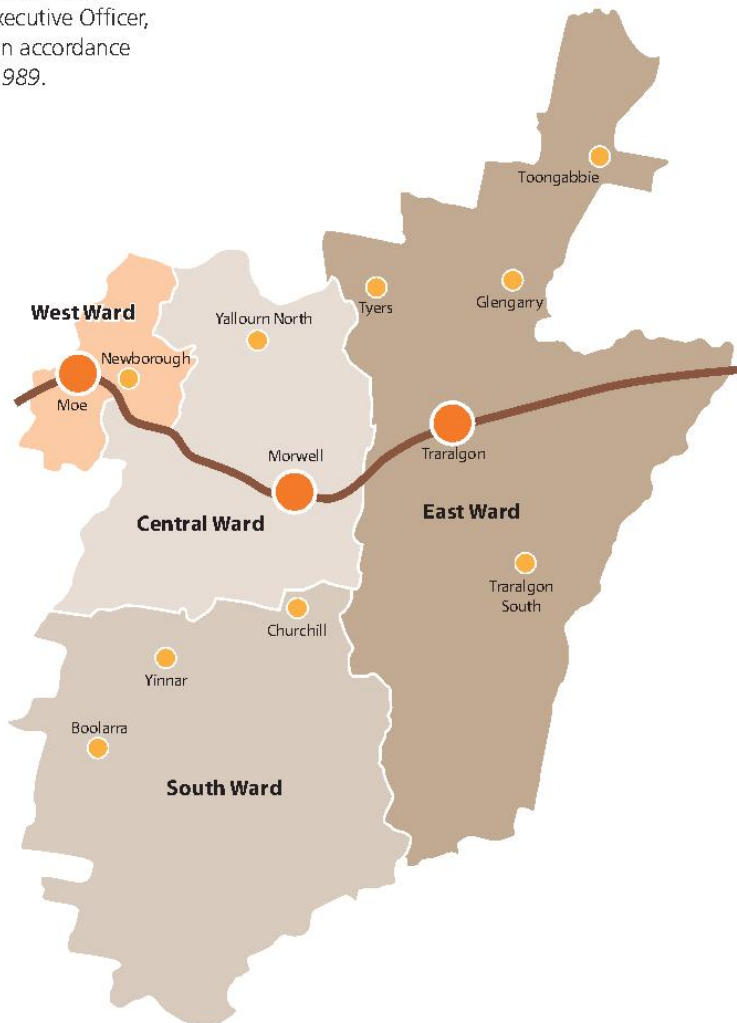 xecutive Officer,
n accordance
989.
Toongabbie
Tyers
Glengarry
West Ward
Yallourn North
Newborough
Moe
Morwell
Traralgon
Central Ward
East Ward
Traralgon
South
Churchill
Yinnar
Boolarra
South Ward